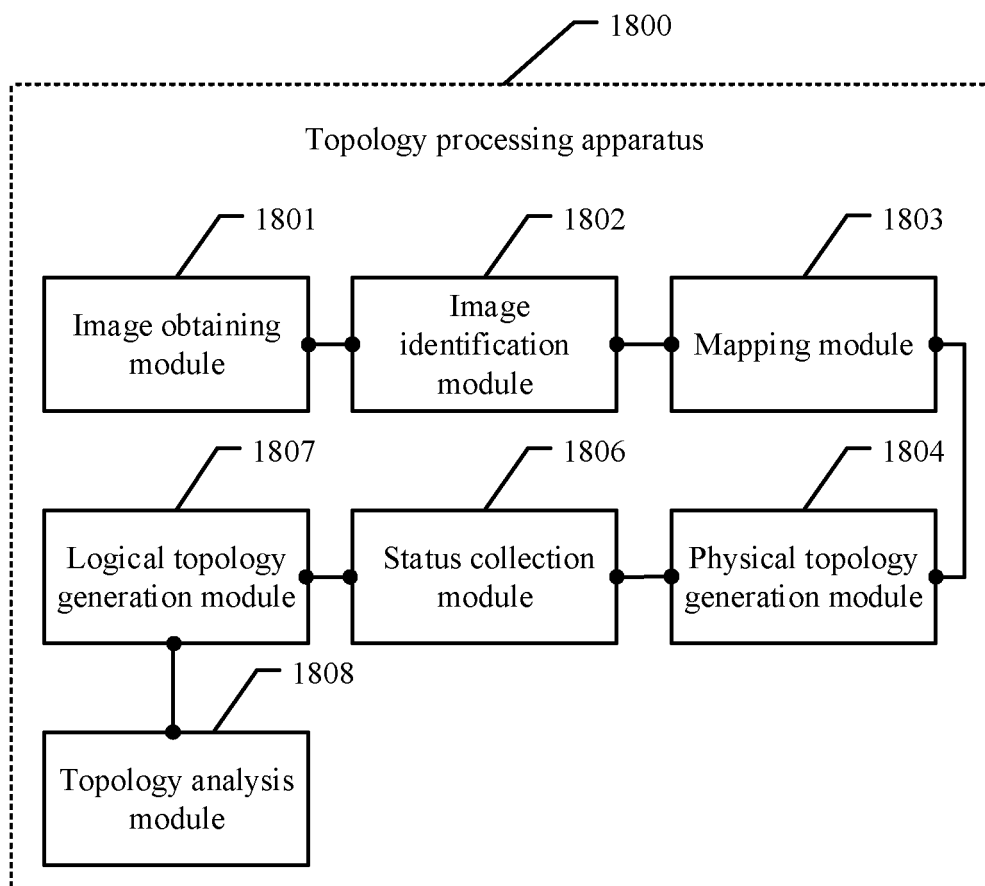 1800
Topology processing apparatus
1801
1802
1803
Image obtaining
module
Image
identification
module
Mapping module
1807
1806
1804
Logical topology
generation module
Status collection
module
Physical topology
generation module
1808
Topology analysis
module